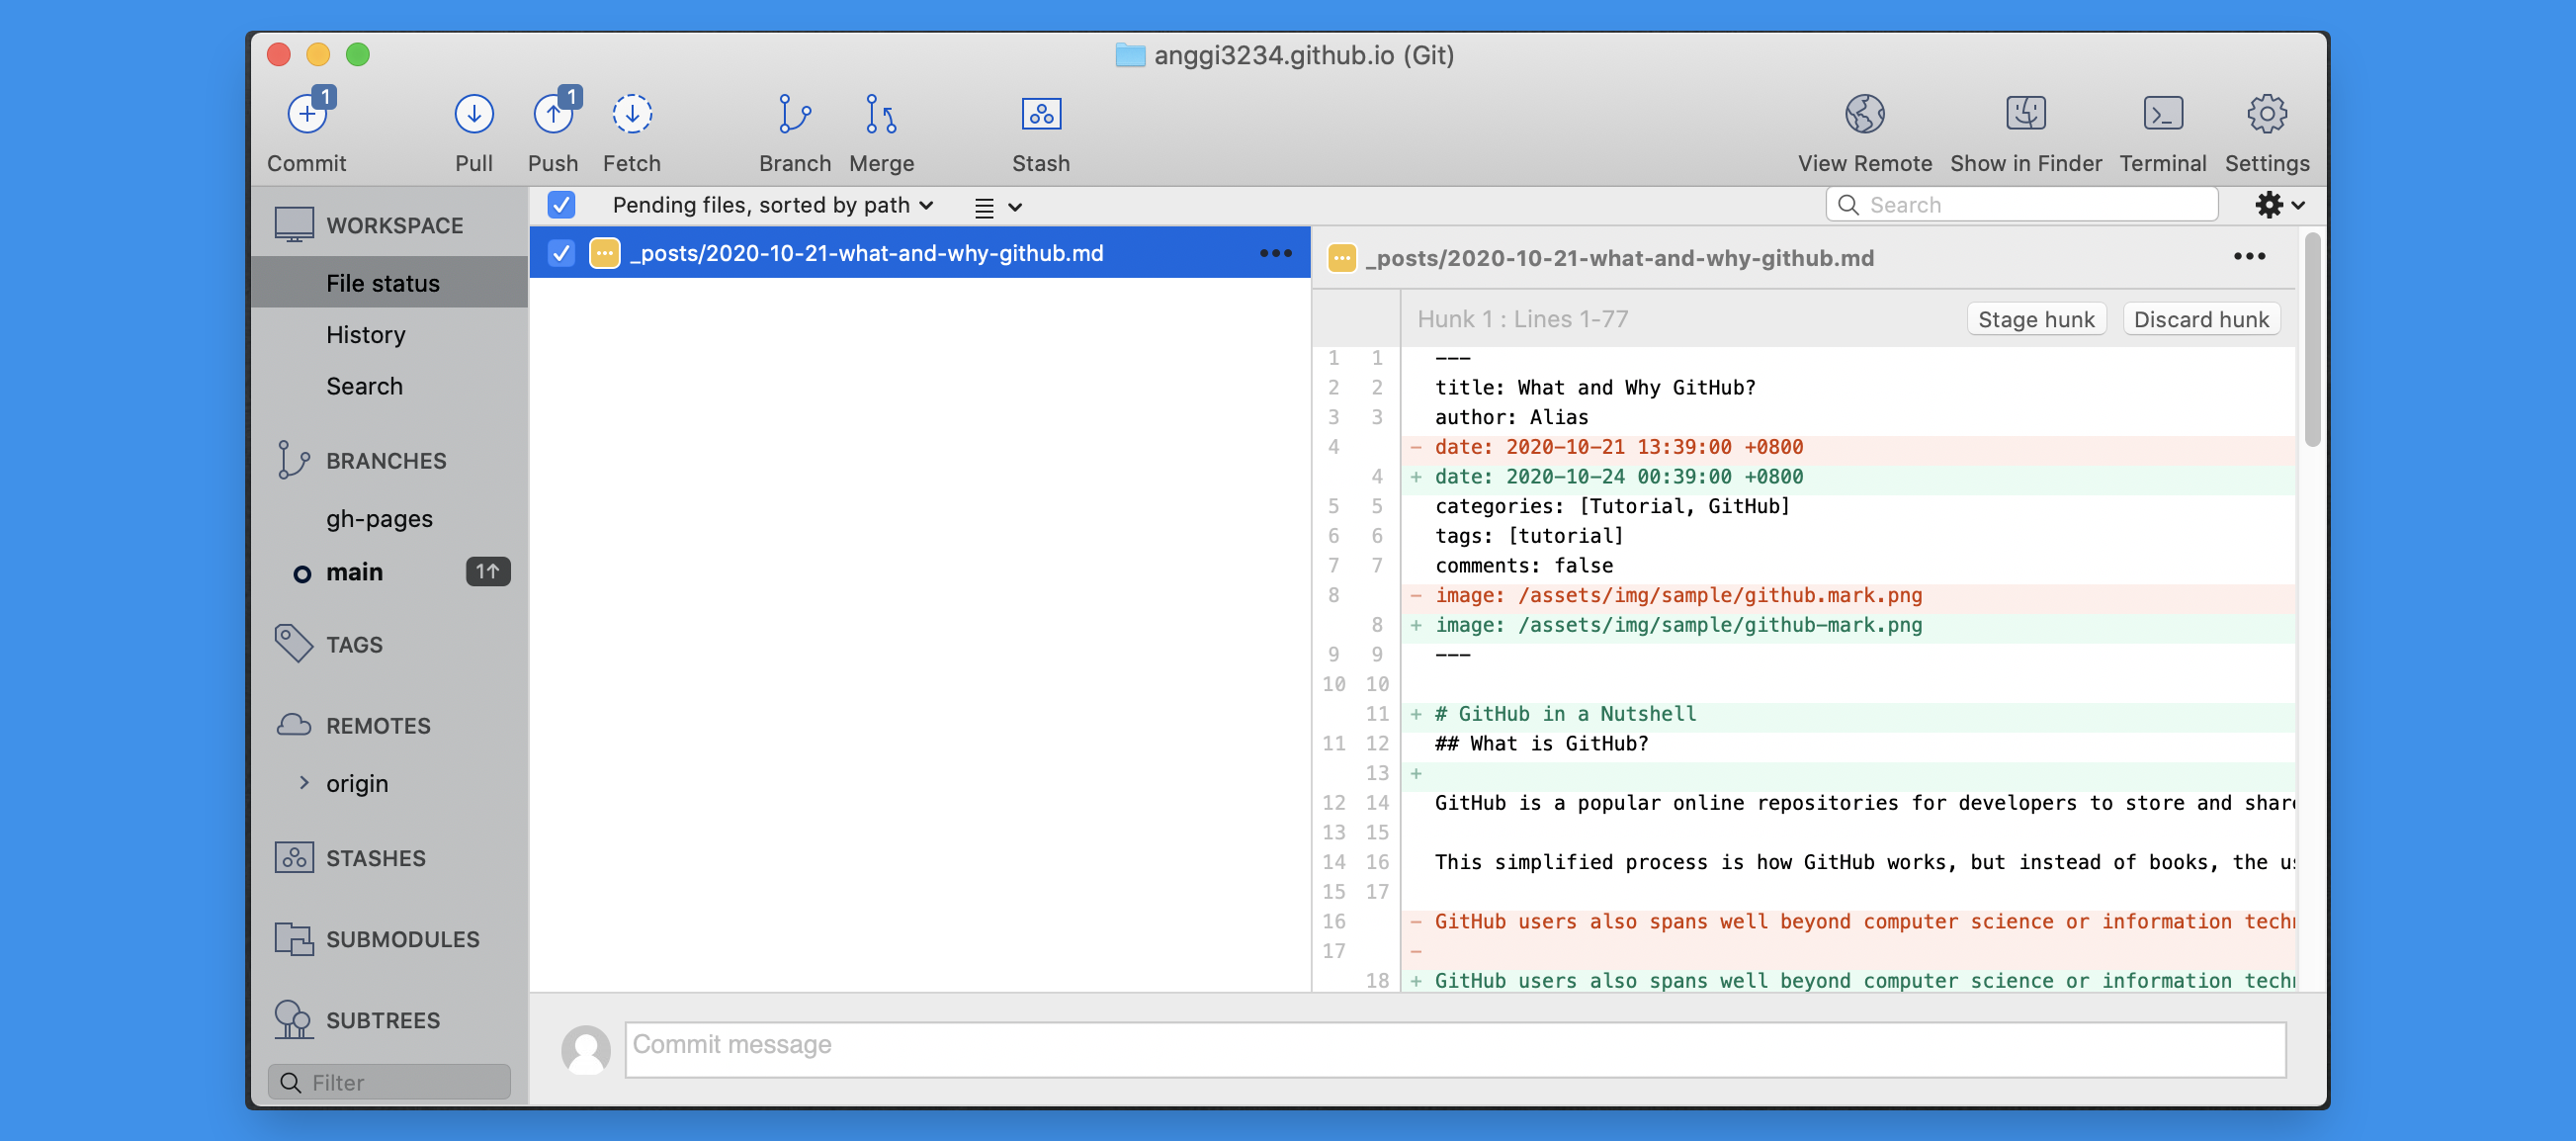 anggi3234.github.io (Git)
1
1
Commit
Pull
Push
Fetch
Branch
Merge
Stash
View Remote
Show in Finder
Terminal
Settings
WORKSPACE
File status
History
Search
BRANCHES
gh-pages
main 1↑
TAGS
REMOTES
origin
STASHES
SUBMODULES
SUBTREES
Filter
Pending files, sorted by path
Search
_posts/2020-10-21-what-and-why-github.md
_posts/2020-10-21-what-and-why-github.md
Hunk 1 : Lines 1-77 Stage hunk Discard hunk
1 1 ---
2 2 title: What and Why GitHub?
3 3 author: Alias
4 - date: 2020-10-21 13:39:00 +0800
4 + date: 2020-10-24 00:39:00 +0800
5 5 categories: [Tutorial, GitHub]
6 6 tags: [tutorial]
7 7 comments: false
8 - image: /assets/img/sample/github.mark.png
8 + image: /assets/img/sample/github-mark.png
9 9 ---
10 10
11 + # GitHub in a Nutshell
11 12 ## What is GitHub?
13 +
12 14 GitHub is a popular online repositories for developers to store and
13 15
14 16 This simplified process is how GitHub works, but instead of books, the
15 17
16 - GitHub users also spans well beyond computer science or information
17 -
18 + GitHub users also spans well beyond computer science or information
Commit message